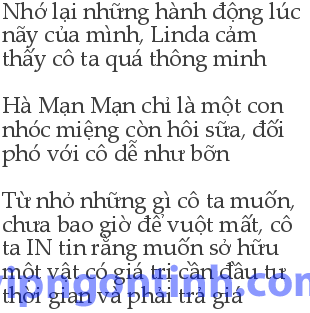 Nhớ lại những hành động lúc
nãy của mình, Linda cảm
thấy cô ta quá thông minh
Hà Mạn Mạn chỉ là một con
nhóc miệng còn hôi sữa, đối
phó với cô dễ như bỡn
Từ nhỏ những gì cô ta muốn,
chưa bao giờ để vuột mất, cô
ta IN tin rằng muốn sở hữu
một vật có giá trị cần đầu tư
thời gian và phải trả giá
vipngontinh.com